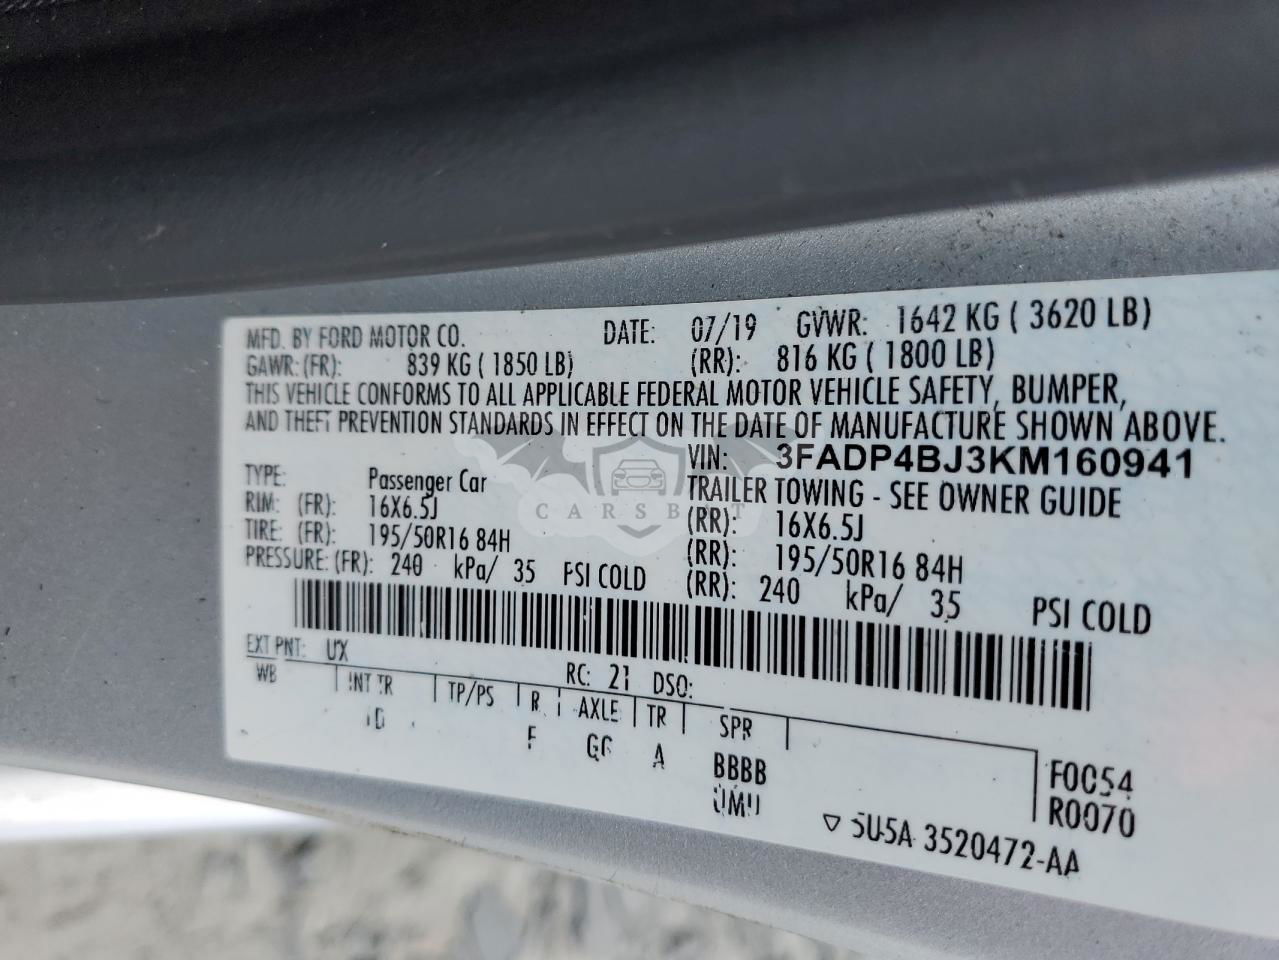 MFD. BY FORD MOTOR CO. DATE: 07/19 GVWR: 1642 KG ( 3620 LB)
GAWR: (FR): 839 KG ( 1850 LB) (RR): 816 KG ( 1800 LB)
THIS VEHICLE CONFORMS TO ALL APPLICABLE FEDERAL MOTOR VEHICLE SAFETY, BUMPER,
AND THEFT PREVENTION STANDARDS IN EFFECT ON THE DATE OF MANUFACTURE SHOWN ABOVE.
VIN: 3FADP4BJ3KM160941
TYPE: Passenger Car TRAILER TOWING - SEE OWNER GUIDE
RIM: (FR): 16X6.5J (RR): 16X6.5J
CARSBAT
TIRE: (FR): 195/50R16 84H (RR): 195/50R16 84H
PRESSURE: (FR): 240 kPa/ 35 PSI COLD (RR): 240 kPa/ 35 PSI COLD
EXT PNT: UX RC: 21 DSO:
WB INT TR TP/PS R AXLE TR SPR
F GG A BBBB
F0054
R0070
5U5A 3520472-AA